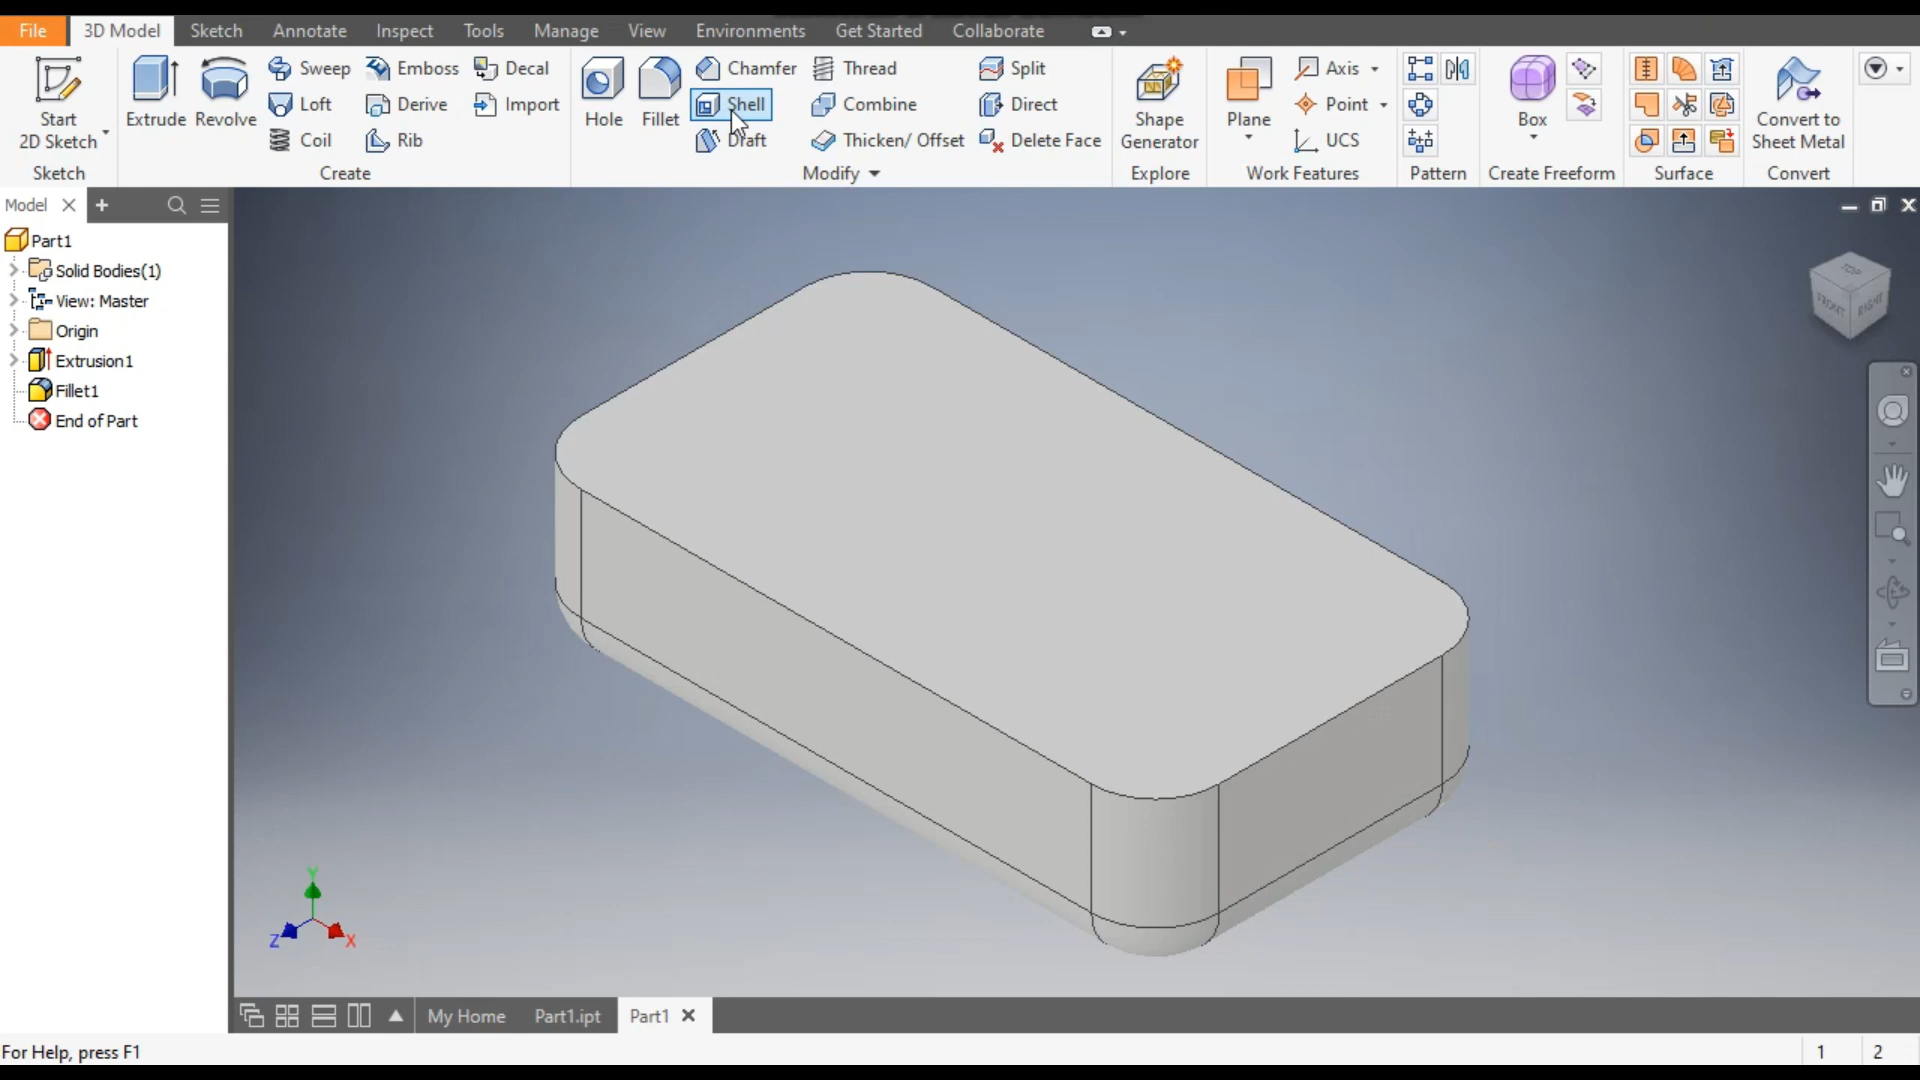 File 3D Model Sketch Annotate Inspect Tools Manage View Environments Get Started Collaborate
Start
2D Sketch
Extrude Revolve
Sweep Emboss Decal
Loft Derive Import
Coil Rib
Hole Fillet
Chamfer Thread Split
Shell Combine Direct
Draft Thicken/ Offset Delete Face
Shape
Generator
Plane
Axis
Point
UCS
Box
Convert to
Sheet Metal
Sketch Create Modify Explore Work Features Pattern Create Freeform Surface Convert
Model
Part1
Solid Bodies(1)
View: Master
Origin
Extrusion1
Fillet1
End of Part
TOP
FRONT RIGHT
Y
Z X
My Home Part1.ipt Part1
For Help, press F1 1 2